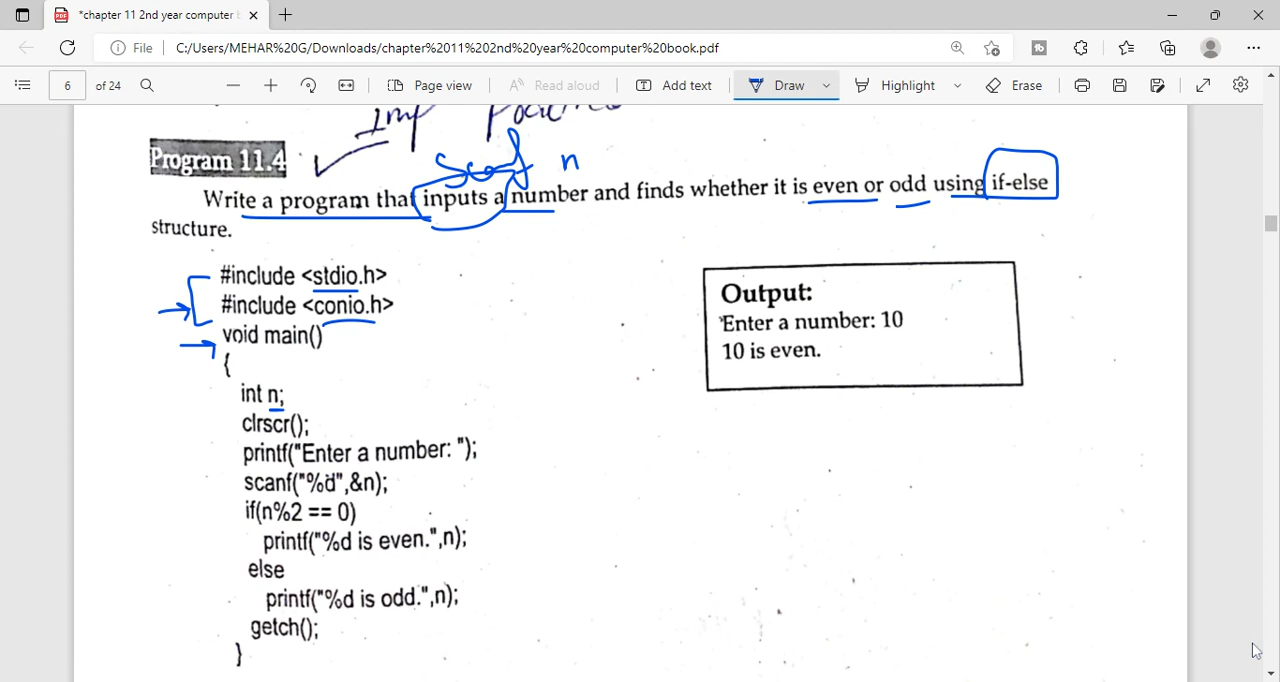 *chapter 11 2nd year computer b
File C:/Users/MEHAR%20G/Downloads/chapter%2011%202nd%20year%20computer%20book.pdf
6 of 24 Page view Read aloud Add text Draw Highlight Erase
Imp
Program 11.4
Scanf n
Write a program that inputs a number and finds whether it is even or odd using if-else
structure.
#include <stdio.h>
#include <conio.h>
void main()
{
int n;
clrscr();
printf("Enter a number: ");
scanf("%d",&n);
if(n%2 == 0)
printf("%d is even.",n);
else
printf("%d is odd.",n);
getch();
}
Output:
Enter a number: 10
10 is even.